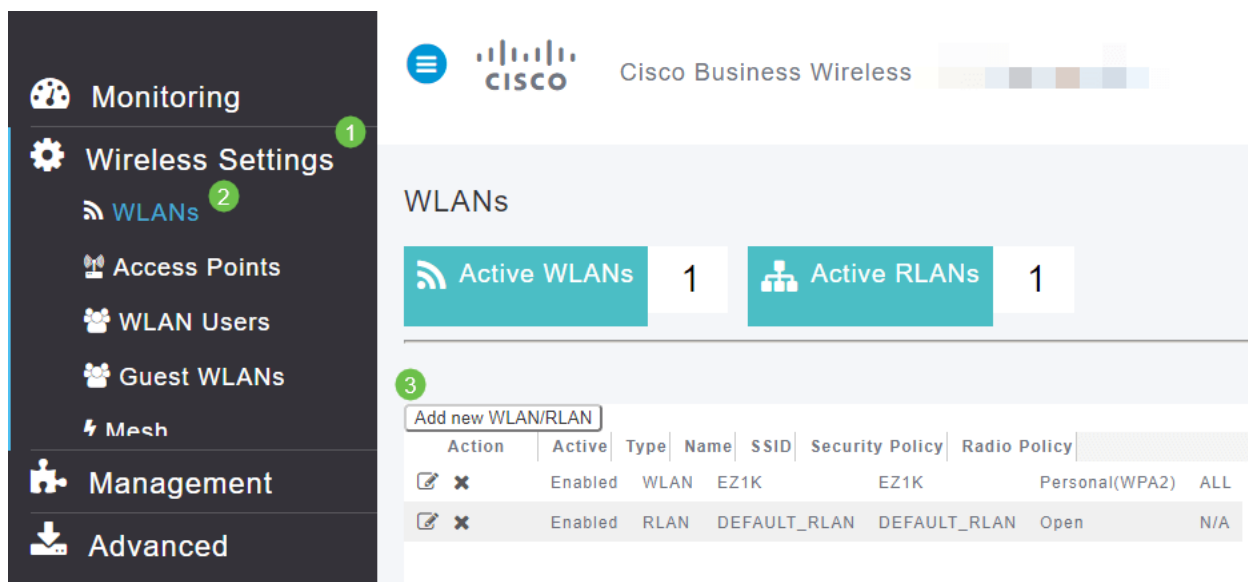 Monitoring
1
Wireless Settings
2
WLANs
Access Points
WLAN Users
Guest WLANs
Mesh
Management
Advanced
CISCO
Cisco Business Wireless
WLANs
Active WLANs 1
Active RLANs 1
3
Add new WLAN/RLAN
Action Active Type Name SSID Security Policy Radio Policy
Enabled WLAN EZ1K EZ1K Personal(WPA2) ALL
Enabled RLAN DEFAULT_RLAN DEFAULT_RLAN Open N/A